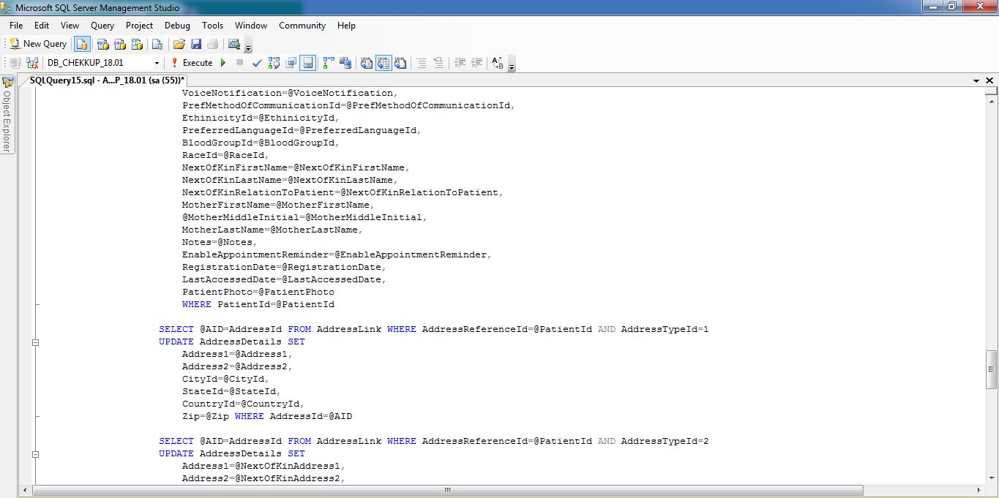 Microsoft SQL Server Management Studio
File Edit View Query Project Debug Tools Window Community Help
New Query
DB_CHEKKUP_18.01 Execute
SQLQuery15.sql - A...P_18.01 (sa (55))*
Object Explorer
VoiceNotification=@VoiceNotification,
PrefMethodOfCommunicationId=@PrefMethodOfCommunicationId,
EthinicityId=@EthinicityId,
PreferredLanguageId=@PreferredLanguageId,
BloodGroupId=@BloodGroupId,
RaceId=@RaceId,
NextOfKinFirstName=@NextOfKinFirstName,
NextOfKinLastName=@NextOfKinLastName,
NextOfKinRelationToPatient=@NextOfKinRelationToPatient,
MotherFirstName=@MotherFirstName,
@MotherMiddleInitial=@MotherMiddleInitial,
MotherLastName=@MotherLastName,
Notes=@Notes,
EnableAppointmentReminder=@EnableAppointmentReminder,
RegistrationDate=@RegistrationDate,
LastAccessedDate=@LastAccessedDate,
PatientPhoto=@PatientPhoto
WHERE PatientId=@PatientId
SELECT @AID=AddressId FROM AddressLink WHERE AddressReferenceId=@PatientId AND AddressTypeId=1
UPDATE AddressDetails SET
Address1=@Address1,
Address2=@Address2,
CityId=@CityId,
StateId=@StateId,
CountryId=@CountryId,
Zip=@Zip WHERE AddressId=@AID
SELECT @AID=AddressId FROM AddressLink WHERE AddressReferenceId=@PatientId AND AddressTypeId=2
UPDATE AddressDetails SET
Address1=@NextOfKinAddress1,
Address2=@NextOfKinAddress2,